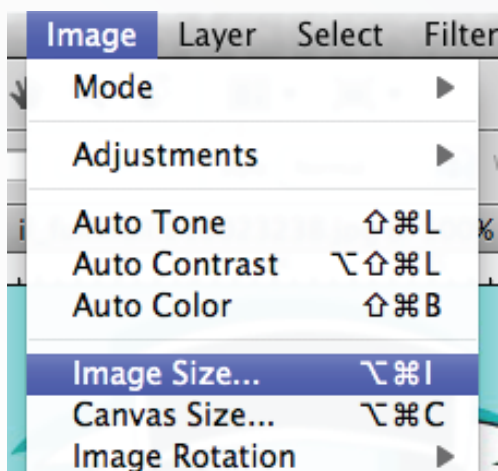 Image Layer Select Filter
Mode ▶
Adjustments ▶
Auto Tone ⇧⌘L
Auto Contrast ⌥⇧⌘L
Auto Color ⇧⌘B
Image Size... ⌥⌘I
Canvas Size... ⌥⌘C
Image Rotation ▶